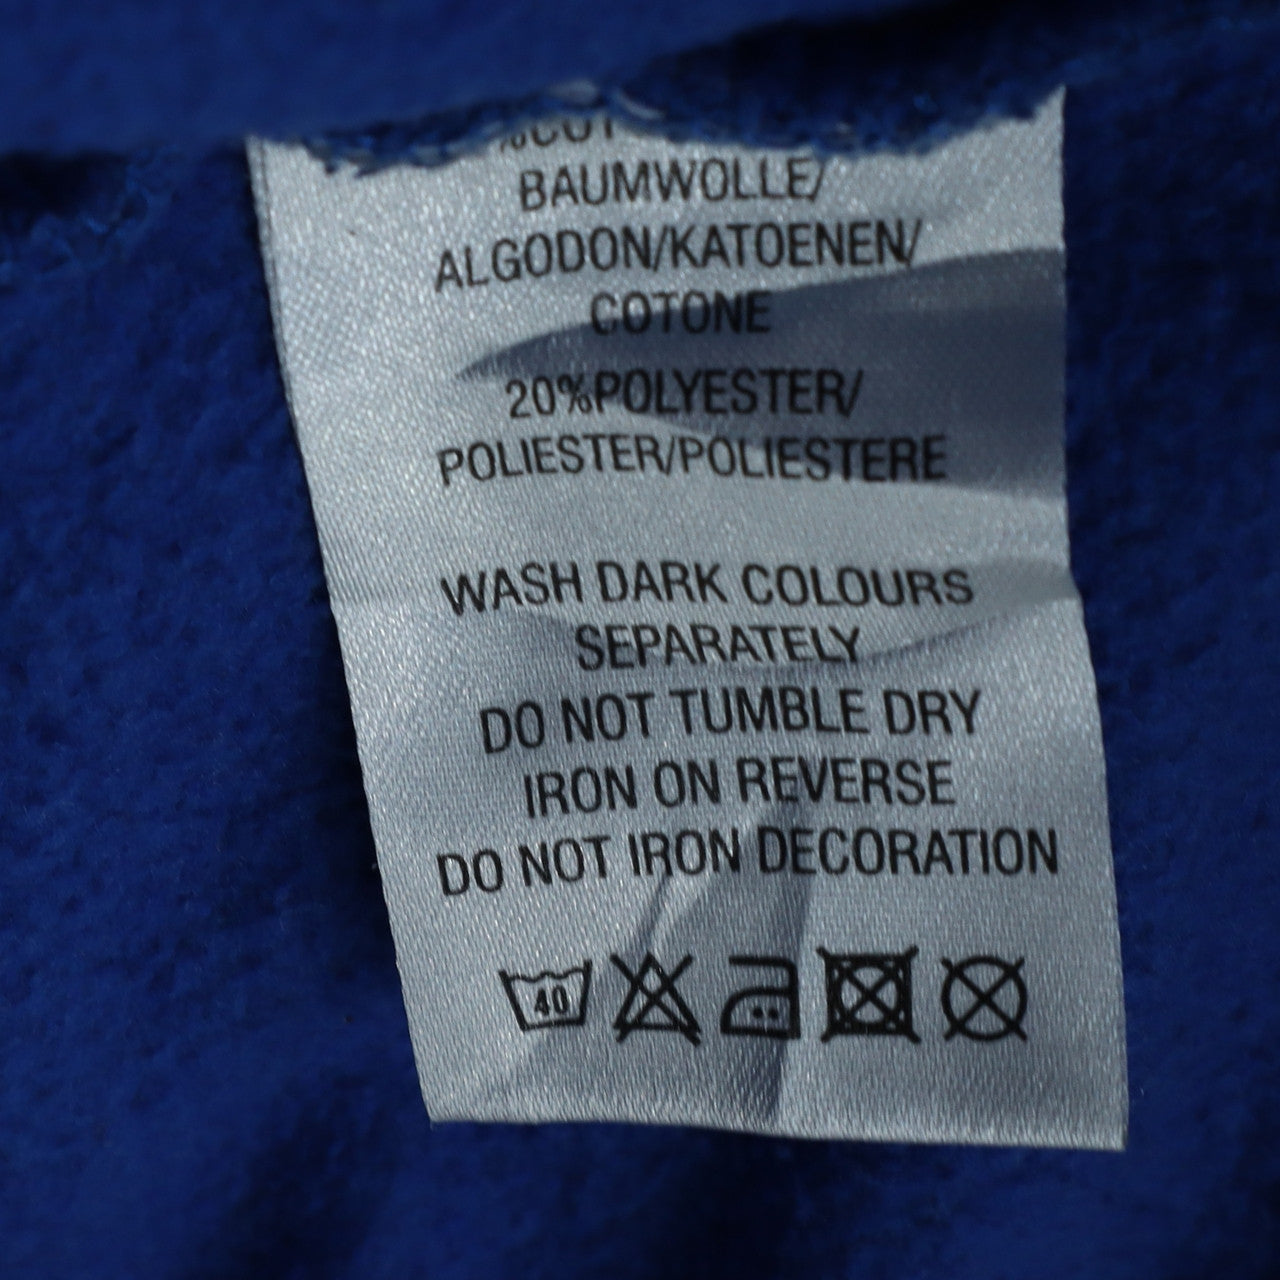 %COT
BAUMWOLLE/
ALGODON/KATOENEN/
COTONE
20%POLYESTER/
POLIESTER/POLIESTERE
WASH DARK COLOURS
SEPARATELY
DO NOT TUMBLE DRY
IRON ON REVERSE
DO NOT IRON DECORATION
40